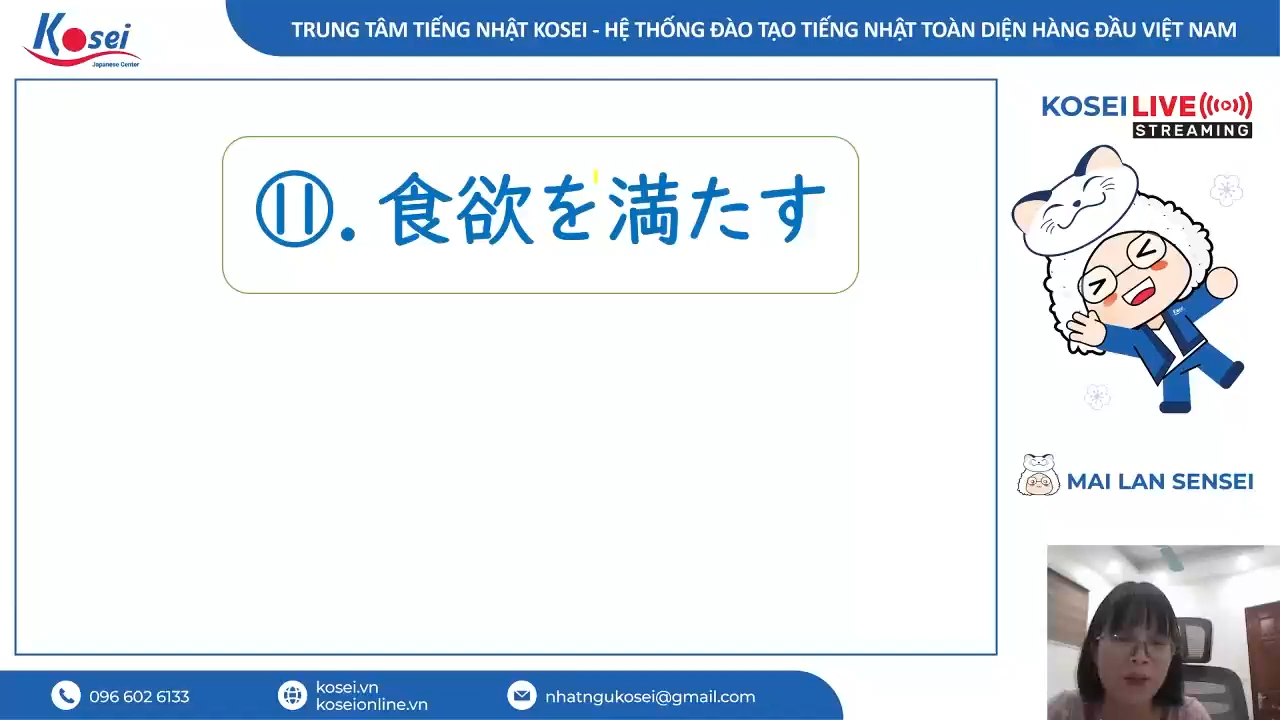 Kosei
Japanese Center
TRUNG TÂM TIẾNG NHẬT KOSEI - HỆ THỐNG ĐÀO TẠO TIẾNG NHẬT TOÀN DIỆN HÀNG ĐẦU VIỆT NAM
⑪. 食欲を満たす
KOSEI LIVE
STREAMING
MAI LAN SENSEI
096 602 6133
kosei.vn
koseionline.vn
nhatngukosei@gmail.com